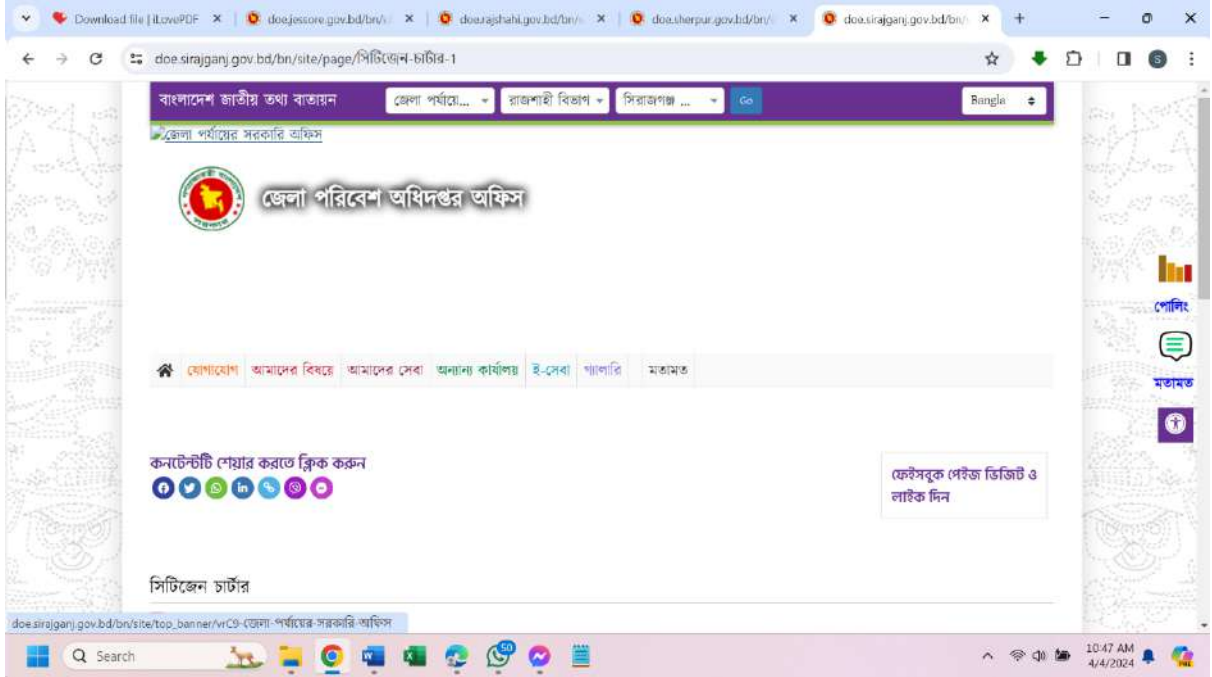 Download file | iLovePDF
doe.jessore.gov.bd/bn/
doe.rajshahi.gov.bd/bn/
doe.sherpur.gov.bd/bn/
doe.sirajganj.gov.bd/bn/
doe.sirajganj.gov.bd/bn/site/page/সিটিজেন-চার্টার-1
S
বাংলাদেশ জাতীয় তথ্য বাতায়ন
জেলা পর্যায়ে...
রাজশাহী বিভাগ
সিরাজগঞ্জ ...
Go
Bangla
জেলা পর্যায়ের সরকারি অফিস
জেলা পরিবেশ অধিদপ্তর অফিস
পোলিং
যোগাযোগ আমাদের বিষয়ে আমাদের সেবা অন্যান্য কার্যালয় ই-সেবা গ্যালারি মতামত
মতামত
কনটেন্টটি শেয়ার করতে ক্লিক করুন
ফেইসবুক পেইজ ভিজিট ও
লাইক দিন
সিটিজেন চার্টার
doe.sirajganj.gov.bd/bn/site/top_banner/vrC9-জেলা-পর্যায়ের-সরকারি-অফিস
Search
50
10:47 AM
4/4/2024